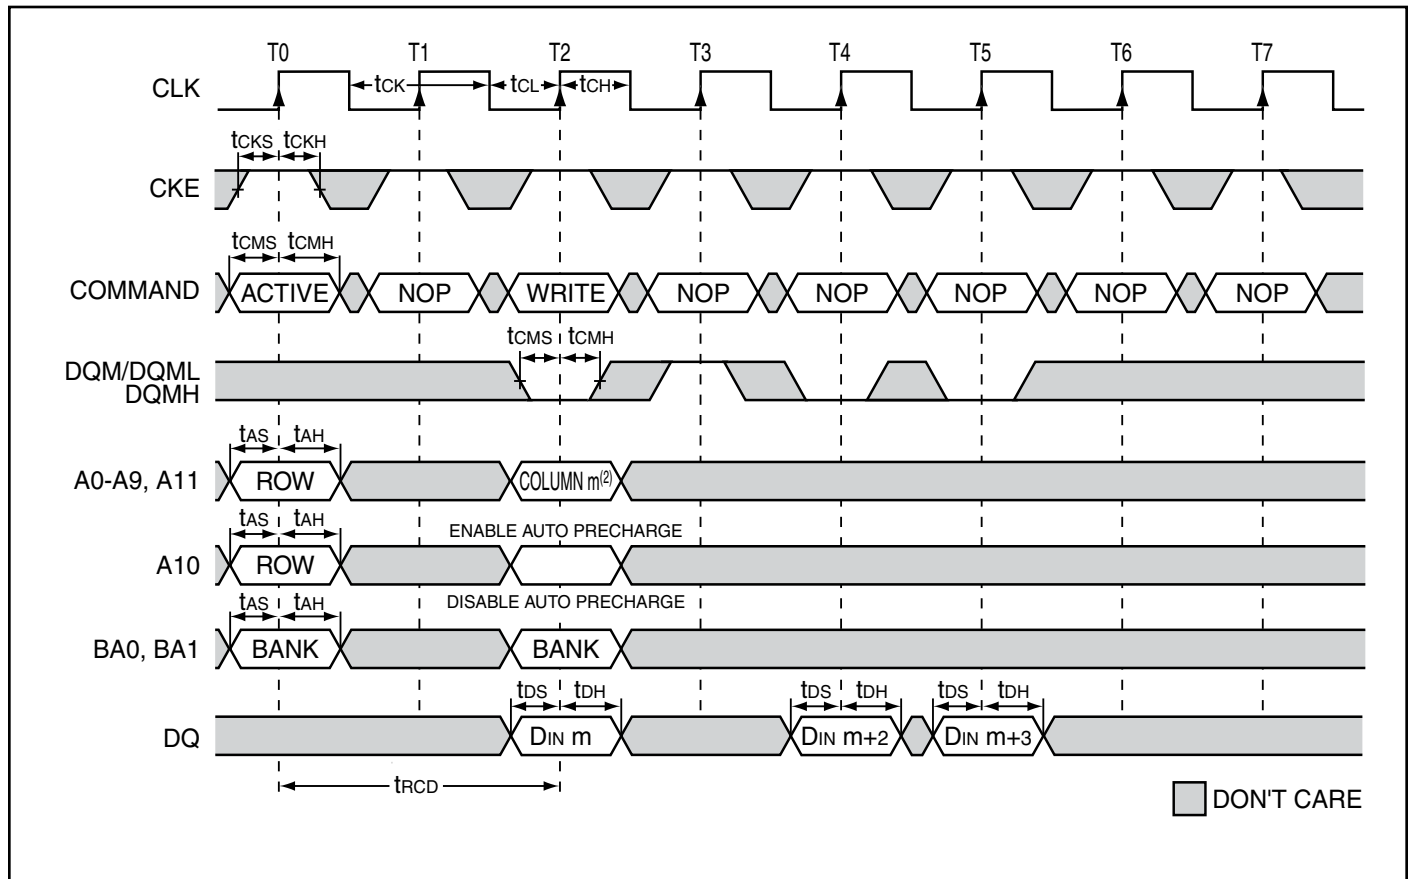 T0 T1 T2 T3 T4 T5 T6 T7
CLK tCK tCL tCH
tCKS tCKH
CKE
tCMS tCMH
COMMAND ACTIVE NOP WRITE NOP NOP NOP NOP NOP
tCMS tCMH
DQM/DQML
DQMH
tAS tAH
A0-A9, A11 ROW COLUMN m(2)
tAS tAH ENABLE AUTO PRECHARGE
A10 ROW
tAS tAH DISABLE AUTO PRECHARGE
BA0, BA1 BANK BANK
tDS tDH tDS tDH tDS tDH
DQ DIN m DIN m+2 DIN m+3
tRCD
DON'T CARE